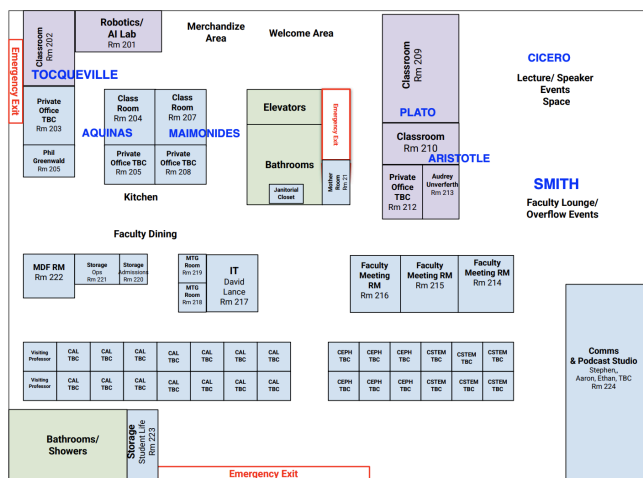 Robotics/
AI Lab
Rm 201
Merchandize
Area
Welcome Area
Classroom
Rm 202
Emergency Exit
TOCQUEVILLE
Private
Office
TBC
Rm 203
Phil
Greenwald
Rm 205
Class
Room
Rm 204
Class
Room
Rm 207
AQUINAS
MAIMONIDES
Private
Office TBC
Rm 205
Private
Office TBC
Rm 208
Kitchen
Elevators
Emergency Exit
Bathrooms
Janitorial
Closet
Mother
Room
Rm 21
Classroom
Rm 209
PLATO
Classroom
Rm 210
ARISTOTLE
Private
Office
TBC
Rm 212
Audrey
Unverferth
Rm 213
CICERO
Lecture/ Speaker
Events
Space
SMITH
Faculty Lounge/
Overflow Events
Faculty Dining
MDF RM
Rm 222
Storage
Ops
Rm 221
Storage
Admissions
Rm 220
MTG
Room
Rm 219
MTG
Room
Rm 218
IT
David
Lance
Rm 217
Faculty
Meeting
RM
Rm 216
Faculty
Meeting RM
Rm 215
Faculty
Meeting RM
Rm 214
Visiting
Professor
CAL
TBC
CAL
TBC
CAL
TBC
CAL
TBC
CAL
TBC
CAL
TBC
CAL
TBC
Visiting
Professor
CAL
TBC
CAL
TBC
CAL
TBC
CAL
TBC
CAL
TBC
CAL
TBC
CAL
TBC
CEPH
TBC
CEPH
TBC
CEPH
TBC
CSTEM
TBC
CSTEM
TBC
CSTEM
TBC
CEPH
TBC
CEPH
TBC
CEPH
TBC
CSTEM
TBC
CSTEM
TBC
CSTEM
TBC
Comms
& Podcast Studio
Stephen,,
Aaron, Ethan, TBC
Rm 224
Bathrooms/
Showers
Storage
Student Life
Rm 223
Emergency Exit